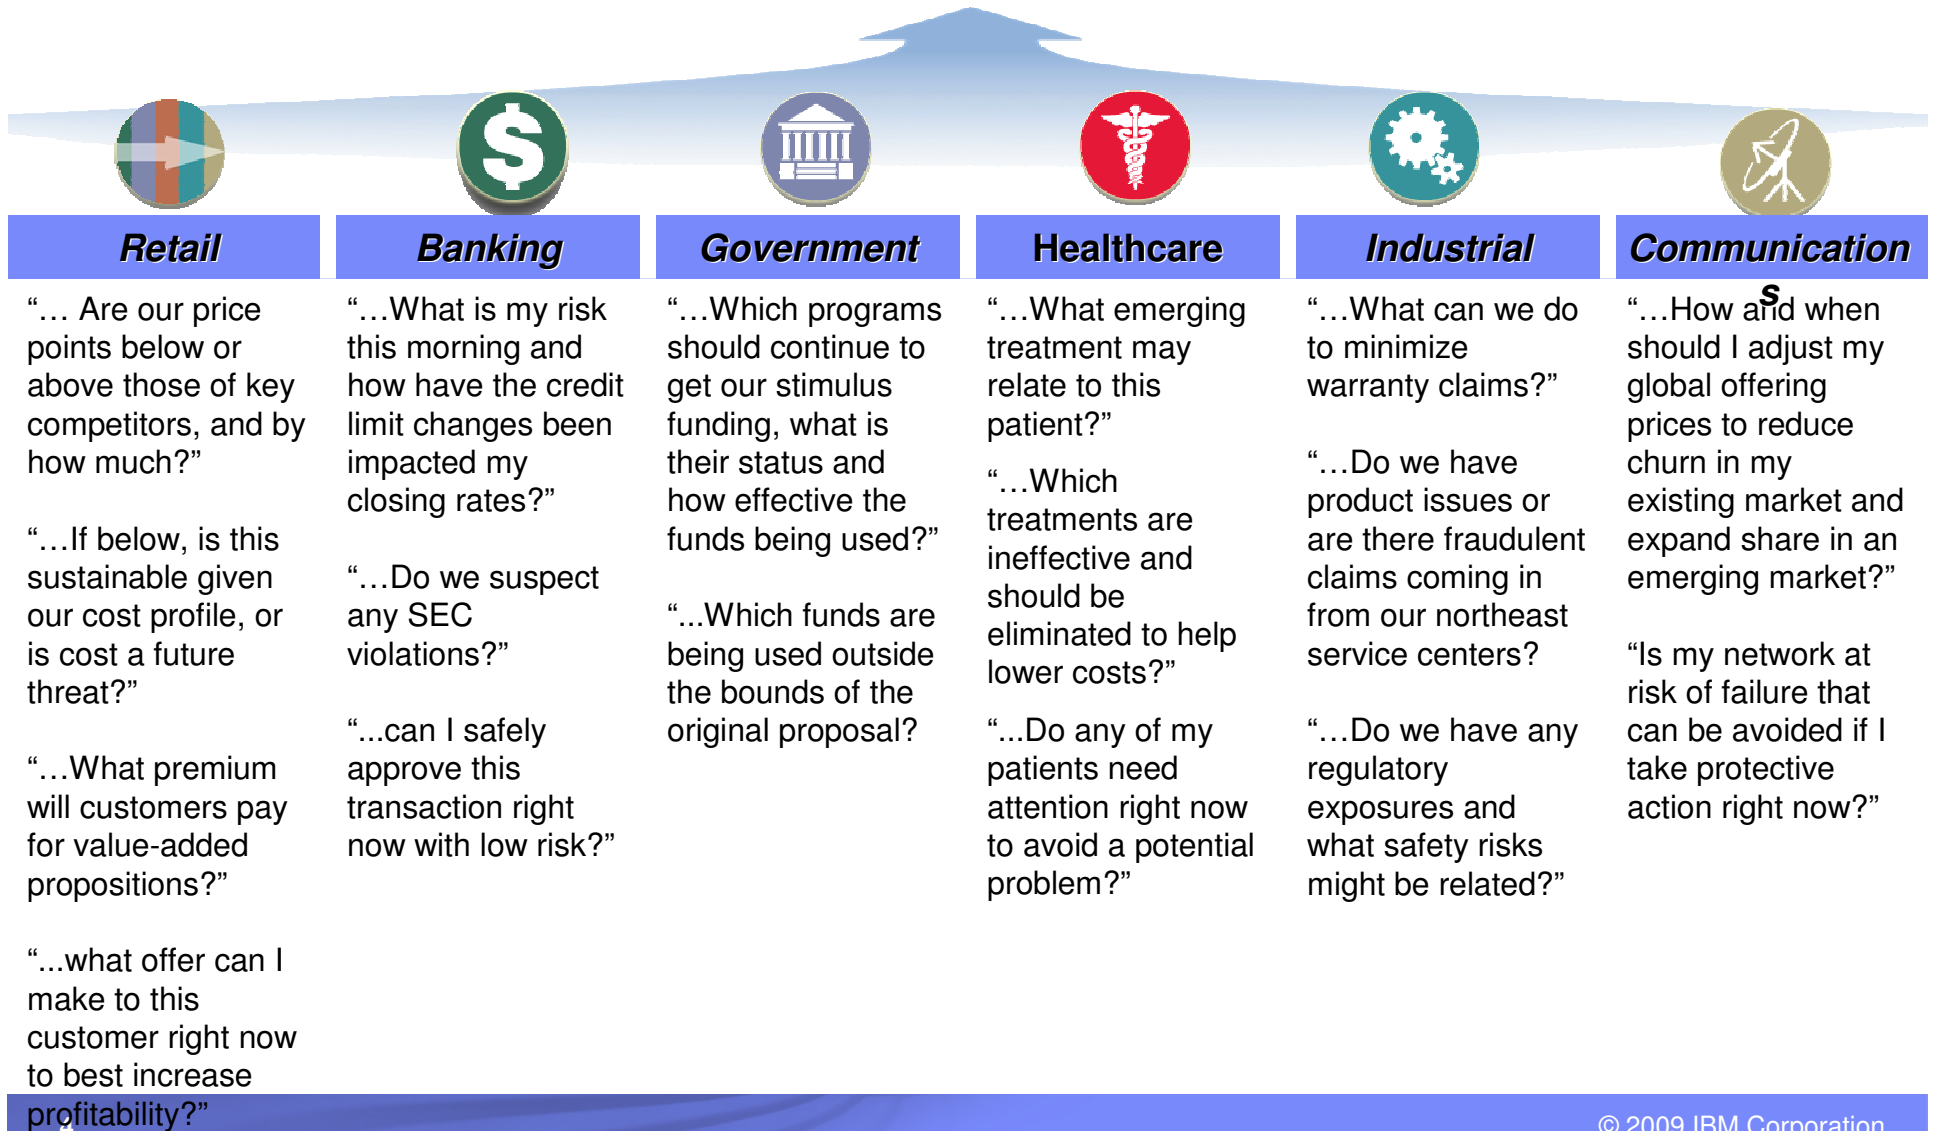 Retail
“… Are our price
points below or
above those of key
competitors, and by
how much?”
“…If below, is this
sustainable given
our cost profile, or
is cost a future
threat?”
“…What premium
will customers pay
for value-added
propositions?”
“...what offer can I
make to this
customer right now
to best increase
profitability?”
Banking
“…What is my risk
this morning and
how have the credit
limit changes been
impacted my
closing rates?”
“…Do we suspect
any SEC
violations?”
“...can I safely
approve this
transaction right
now with low risk?”
Government
“…Which programs
should continue to
get our stimulus
funding, what is
their status and
how effective the
funds being used?”
“...Which funds are
being used outside
the bounds of the
original proposal?
Healthcare
“…What emerging
treatment may
relate to this
patient?”
“…Which
treatments are
ineffective and
should be
eliminated to help
lower costs?”
“...Do any of my
patients need
attention right now
to avoid a potential
problem?”
Industrial
“…What can we do
to minimize
warranty claims?”
“…Do we have
product issues or
are there fraudulent
claims coming in
from our northeast
service centers?
“…Do we have any
regulatory
exposures and
what safety risks
might be related?”
Communication
s
“…How and when
should I adjust my
global offering
prices to reduce
churn in my
existing market and
expand share in an
emerging market?”
“Is my network at
risk of failure that
can be avoided if I
take protective
action right now?”
4
© 2009 IBM Corporation